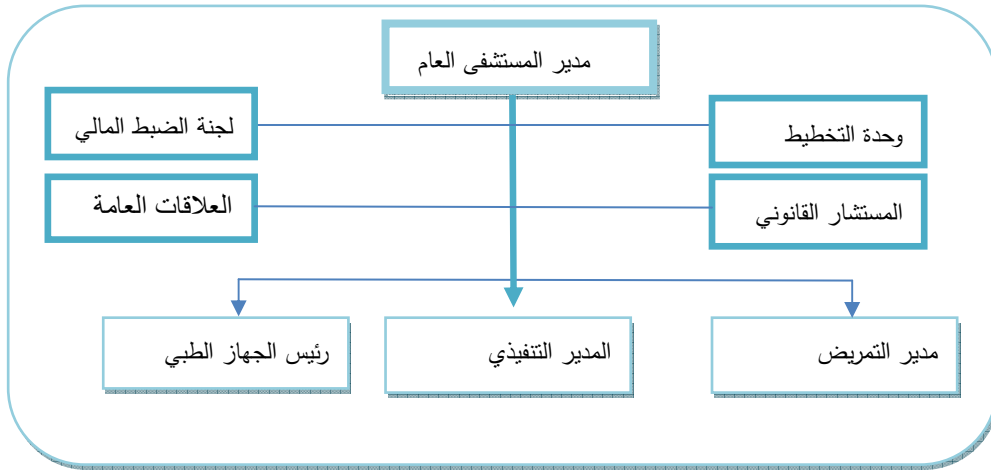 مدير المستشفى العام
وحدة التخطيط
لجنة الضبط المالي
المستشار القانوني
العلاقات العامة
مدير التمريض
المدير التنفيذي
رئيس الجهاز الطبي